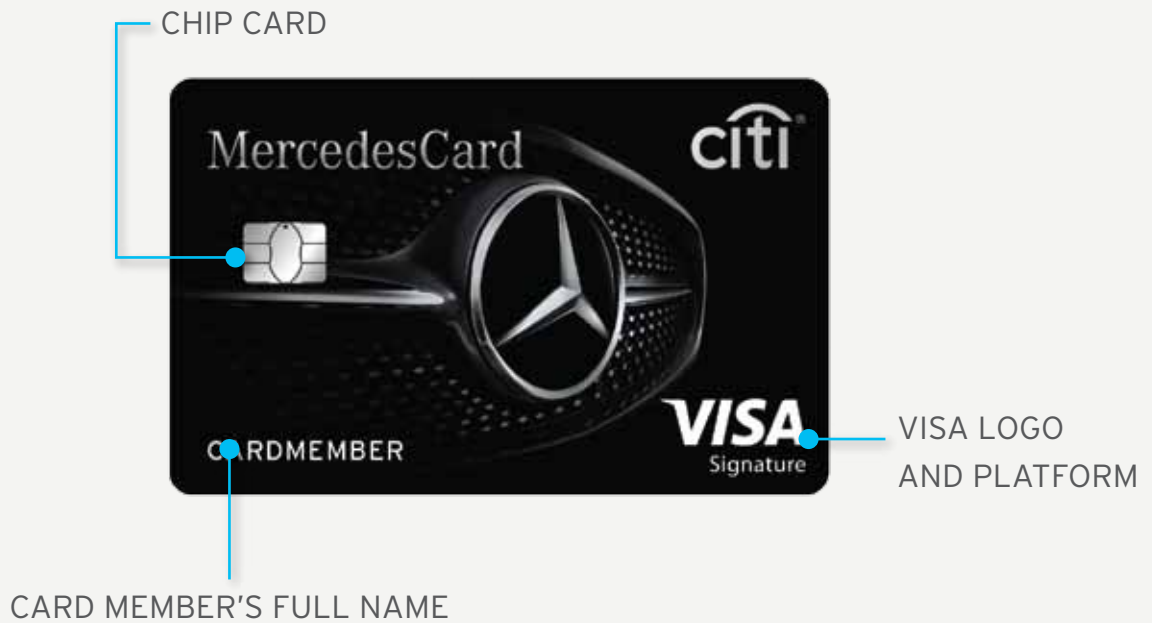 CHIP CARD
MercedesCard
citi®
CARDMEMBER
VISA
Signature
VISA LOGO
AND PLATFORM
CARD MEMBER'S FULL NAME